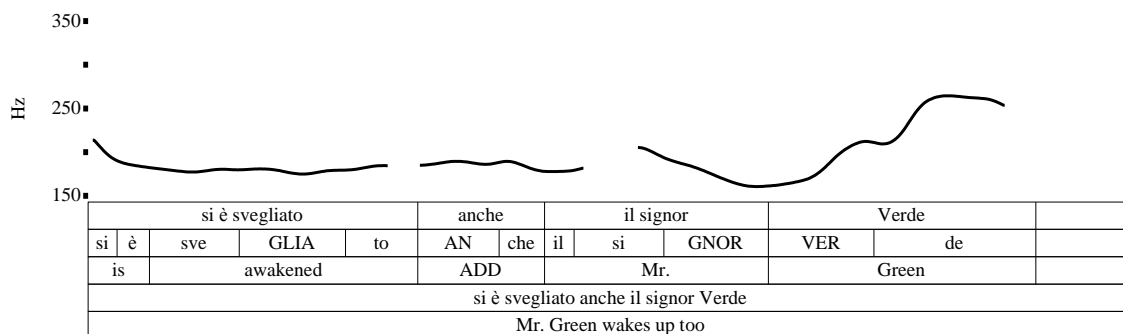 350
250
Hz
150
si è svegliato anche il signor Verde
si è sve GLIA to AN che il si GNOR VER de
is awakened ADD Mr. Green
si è svegliato anche il signor Verde
Mr. Green wakes up too